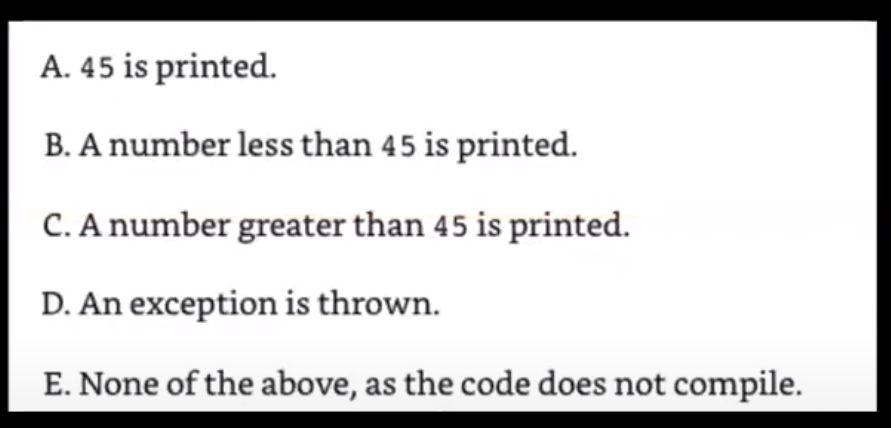 A. 45 is printed.
B. A number less than 45 is printed.
C. A number greater than 45 is printed.
D. An exception is thrown.
E. None of the above, as the code does not compile.